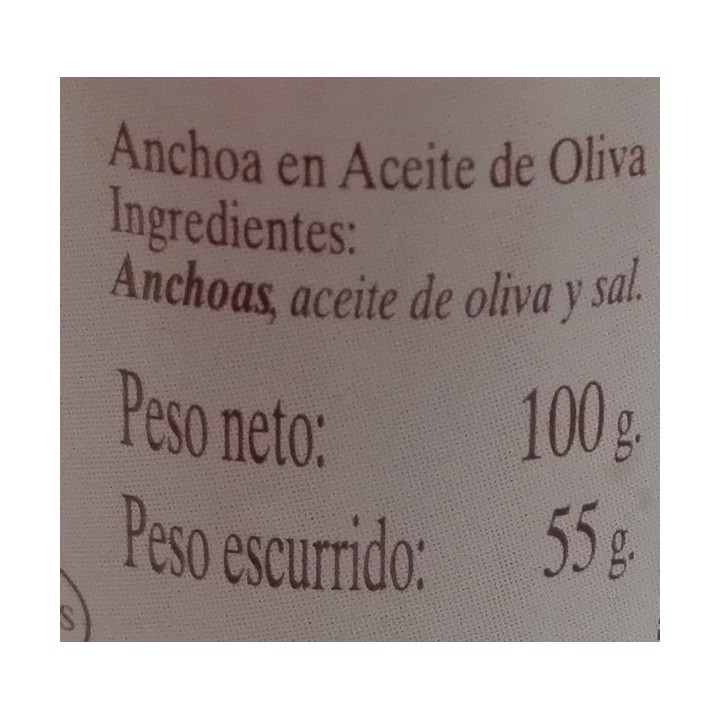 Anchoa en Aceite de Oliva
Ingredientes:
Anchoas, aceite de oliva y sal.
Peso neto: 100 g.
Peso escurrido: 55 g.
S